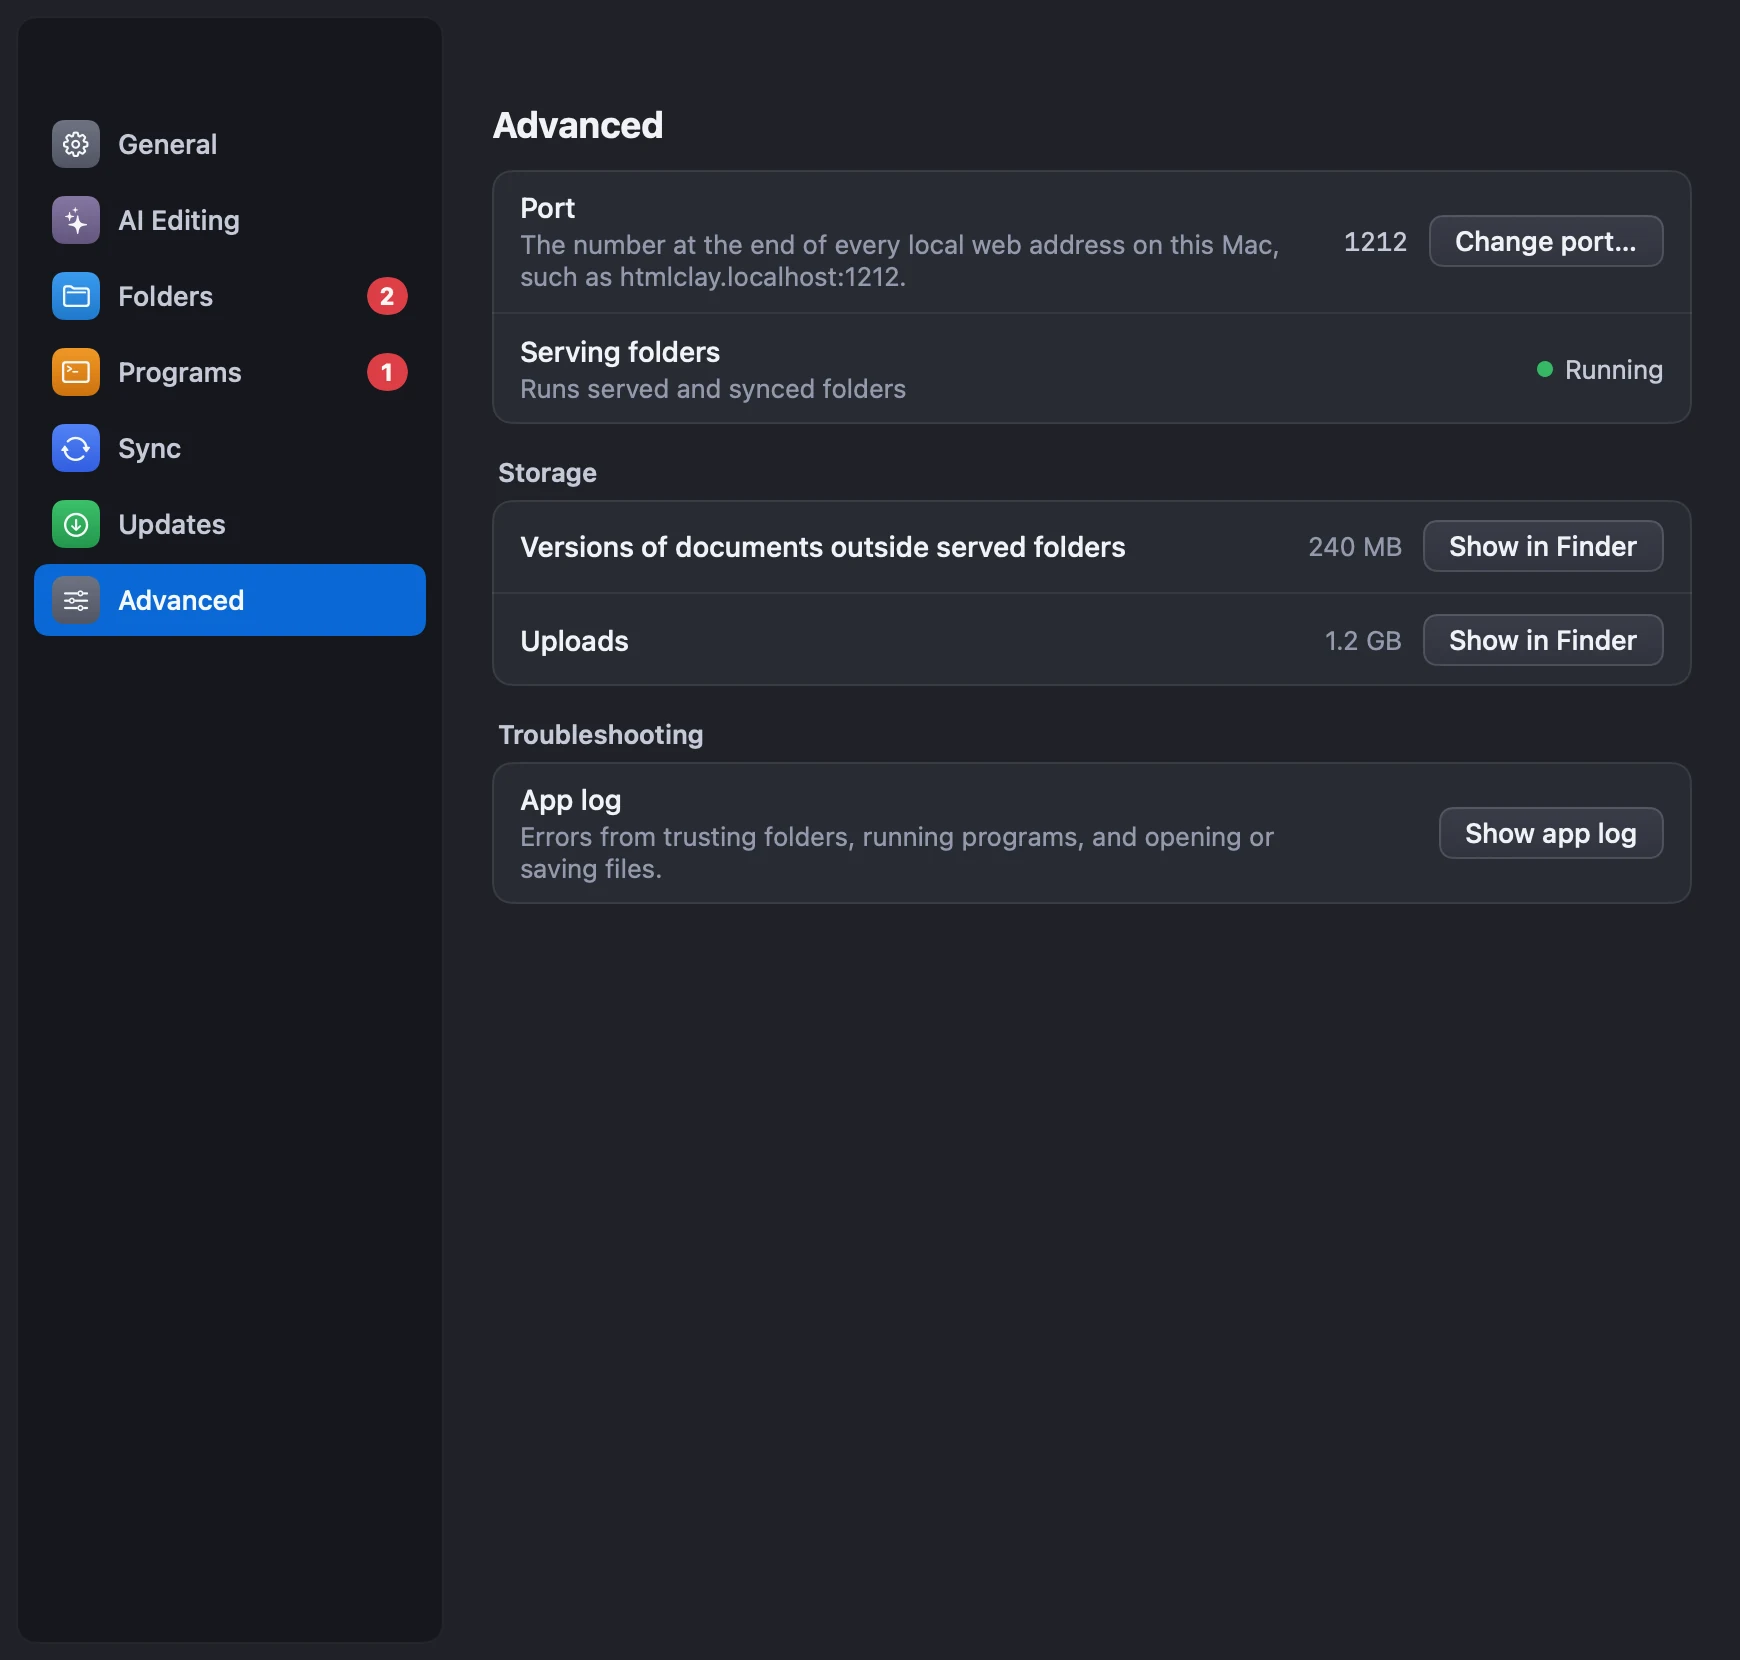 General
AI Editing
Folders 2
Programs 1
Sync
Updates
Advanced
Advanced
Port
The number at the end of every local web address on this Mac,
such as htmlclay.localhost:1212.
1212 Change port...
Serving folders
Runs served and synced folders
Running
Storage
Versions of documents outside served folders 240 MB Show in Finder
Uploads 1.2 GB Show in Finder
Troubleshooting
App log
Errors from trusting folders, running programs, and opening or
saving files.
Show app log